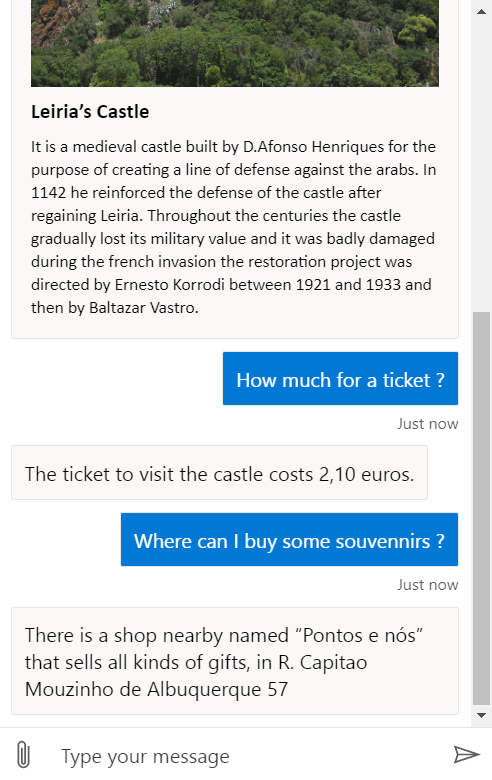 Leiria’s Castle
It is a medieval castle built by D.Afonso Henriques for the
purpose of creating a line of defense against the arabs. In
1142 he reinforced the defense of the castle after
regaining Leiria. Throughout the centuries the castle
gradually lost its military value and it was badly damaged
during the french invasion the restoration project was
directed by Ernesto Korrodi between 1921 and 1933 and
then by Baltazar Vastro.
How much for a ticket ?
Just now
The ticket to visit the castle costs 2,10 euros.
Where can I buy some souvennirs ?
Just now
There is a shop nearby named “Pontos e nós”
that sells all kinds of gifts, in R. Capitao
Mouzinho de Albuquerque 57
Type your message